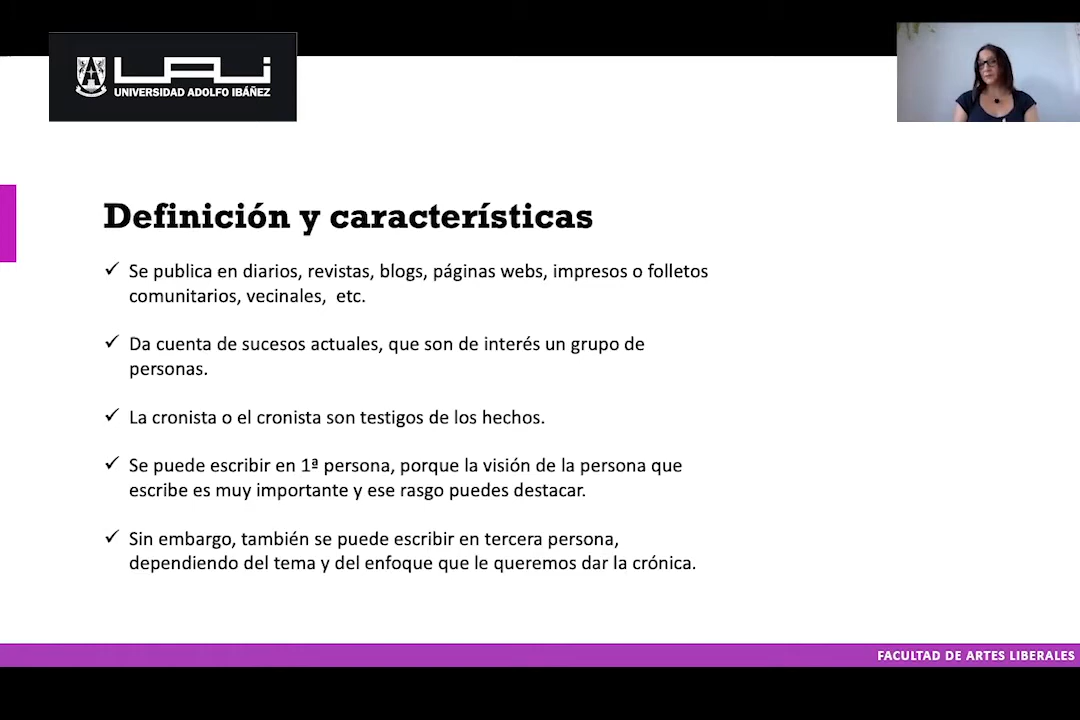 UAI
UNIVERSIDAD ADOLFO IBÁÑEZ
Definición y características
✓ Se publica en diarios, revistas, blogs, páginas webs, impresos o folletos
comunitarios, vecinales, etc.
✓ Da cuenta de sucesos actuales, que son de interés un grupo de
personas.
✓ La cronista o el cronista son testigos de los hechos.
✓ Se puede escribir en 1ª persona, porque la visión de la persona que
escribe es muy importante y ese rasgo puedes destacar.
✓ Sin embargo, también se puede escribir en tercera persona,
dependiendo del tema y del enfoque que le queremos dar la crónica.
FACULTAD DE ARTES LIBERALES